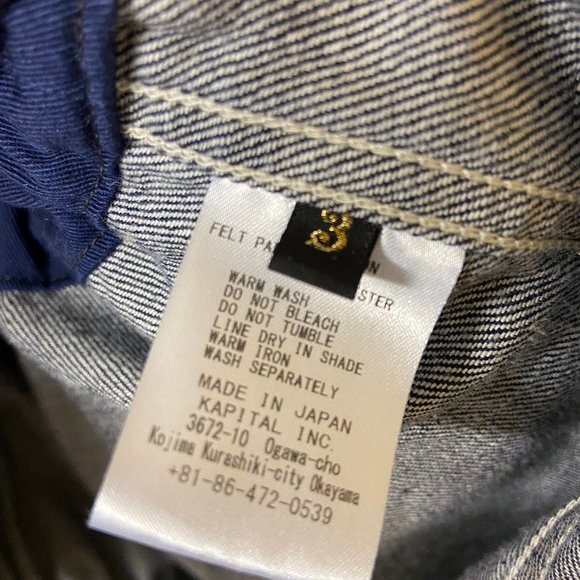 3
FELT
WARM WASH
DO NOT BLEACH
DO NOT TUMBLE
LINE DRY IN SHADE
WARM IRON
WASH SEPARATELY
MADE IN JAPAN
KAPITAL INC.
3672-10 Ogawa-cho
Kojima Kurashiki-city Okayama
+81-86-472-0539